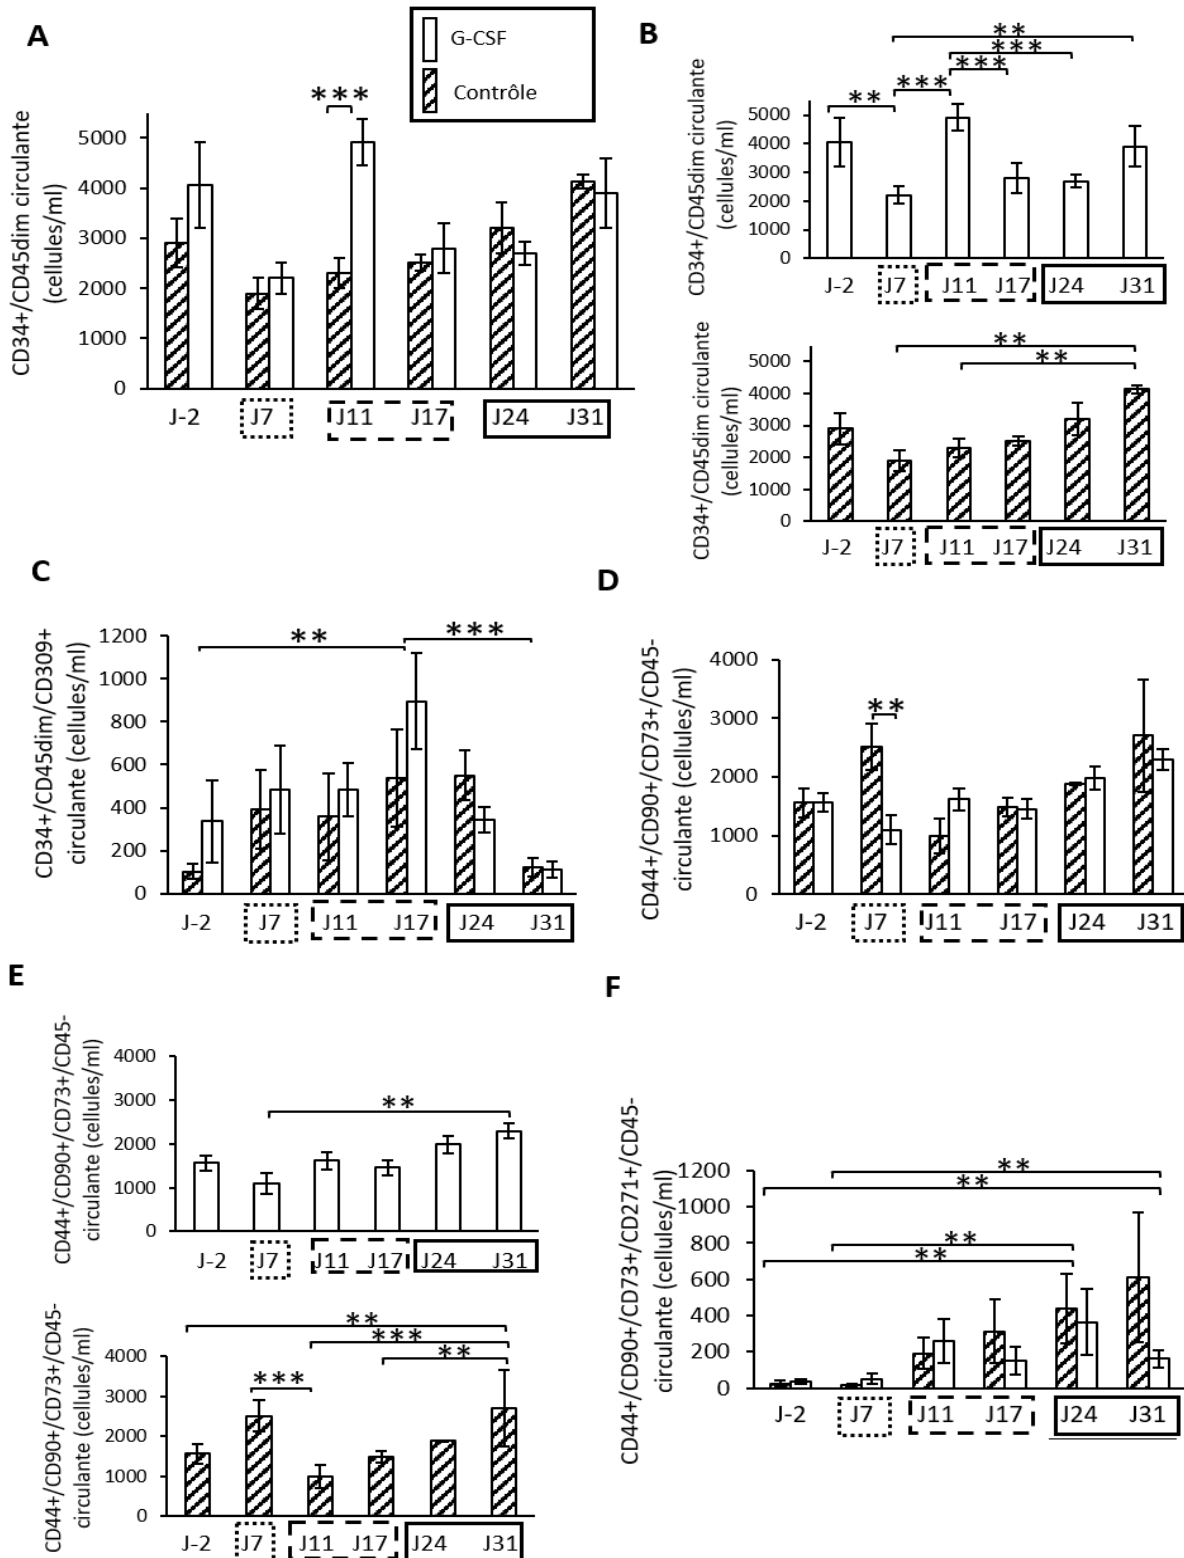 A
G-CSF
Contrôle
***
CD34+/CD45dim circulante
(cellules/ml)
5000
4000
3000
2000
1000
0
J-2
J7
J11
J17
J24
J31
B
**
***
***
***
**
CD34+/CD45dim circulante
(cellules/ml)
5000
4000
3000
2000
1000
0
J-2
J7
J11
J17
J24
J31
**
**
CD34+/CD45dim circulante
(cellules/ml)
5000
4000
3000
2000
1000
0
J-2
J7
J11
J17
J24
J31
C
**
***
CD34+/CD45dim/CD309+
circulante (cellules/ml)
1200
1000
800
600
400
200
0
J-2
J7
J11
J17
J24
J31
D
**
CD44+/CD90+/CD73+/CD45-
circulante (cellules/ml)
4000
3000
2000
1000
0
J-2
J7
J11
J17
J24
J31
E
**
CD44+/CD90+/CD73+/CD45-
circulante (cellules/ml)
4000
3000
2000
1000
0
J-2
J7
J11
J17
J24
J31
**
***
**
***
CD44+/CD90+/CD73+/CD45-
circulante (cellules/ml)
4000
3000
2000
1000
0
J-2
J7
J11
J17
J24
J31
F
**
**
**
**
CD44+/CD90+/CD73+/CD271+/CD45-
circulante (cellules/ml)
1200
1000
800
600
400
200
0
J-2
J7
J11
J17
J24
J31